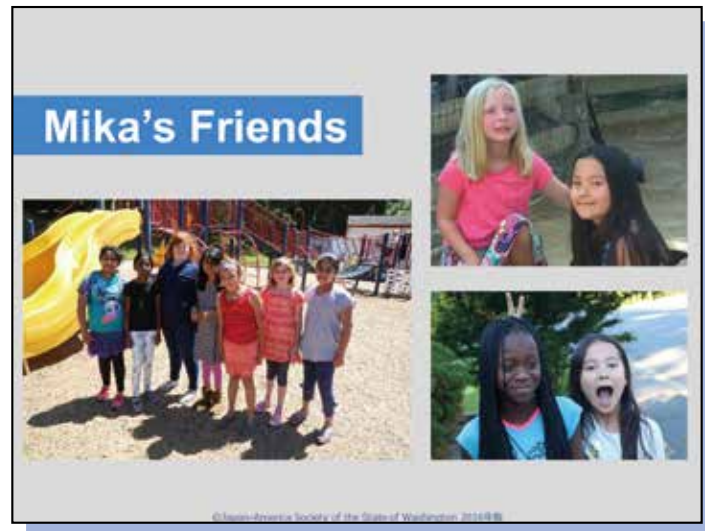 Mika's Friends
©Japan-America Society of the State of Washington 2016年版